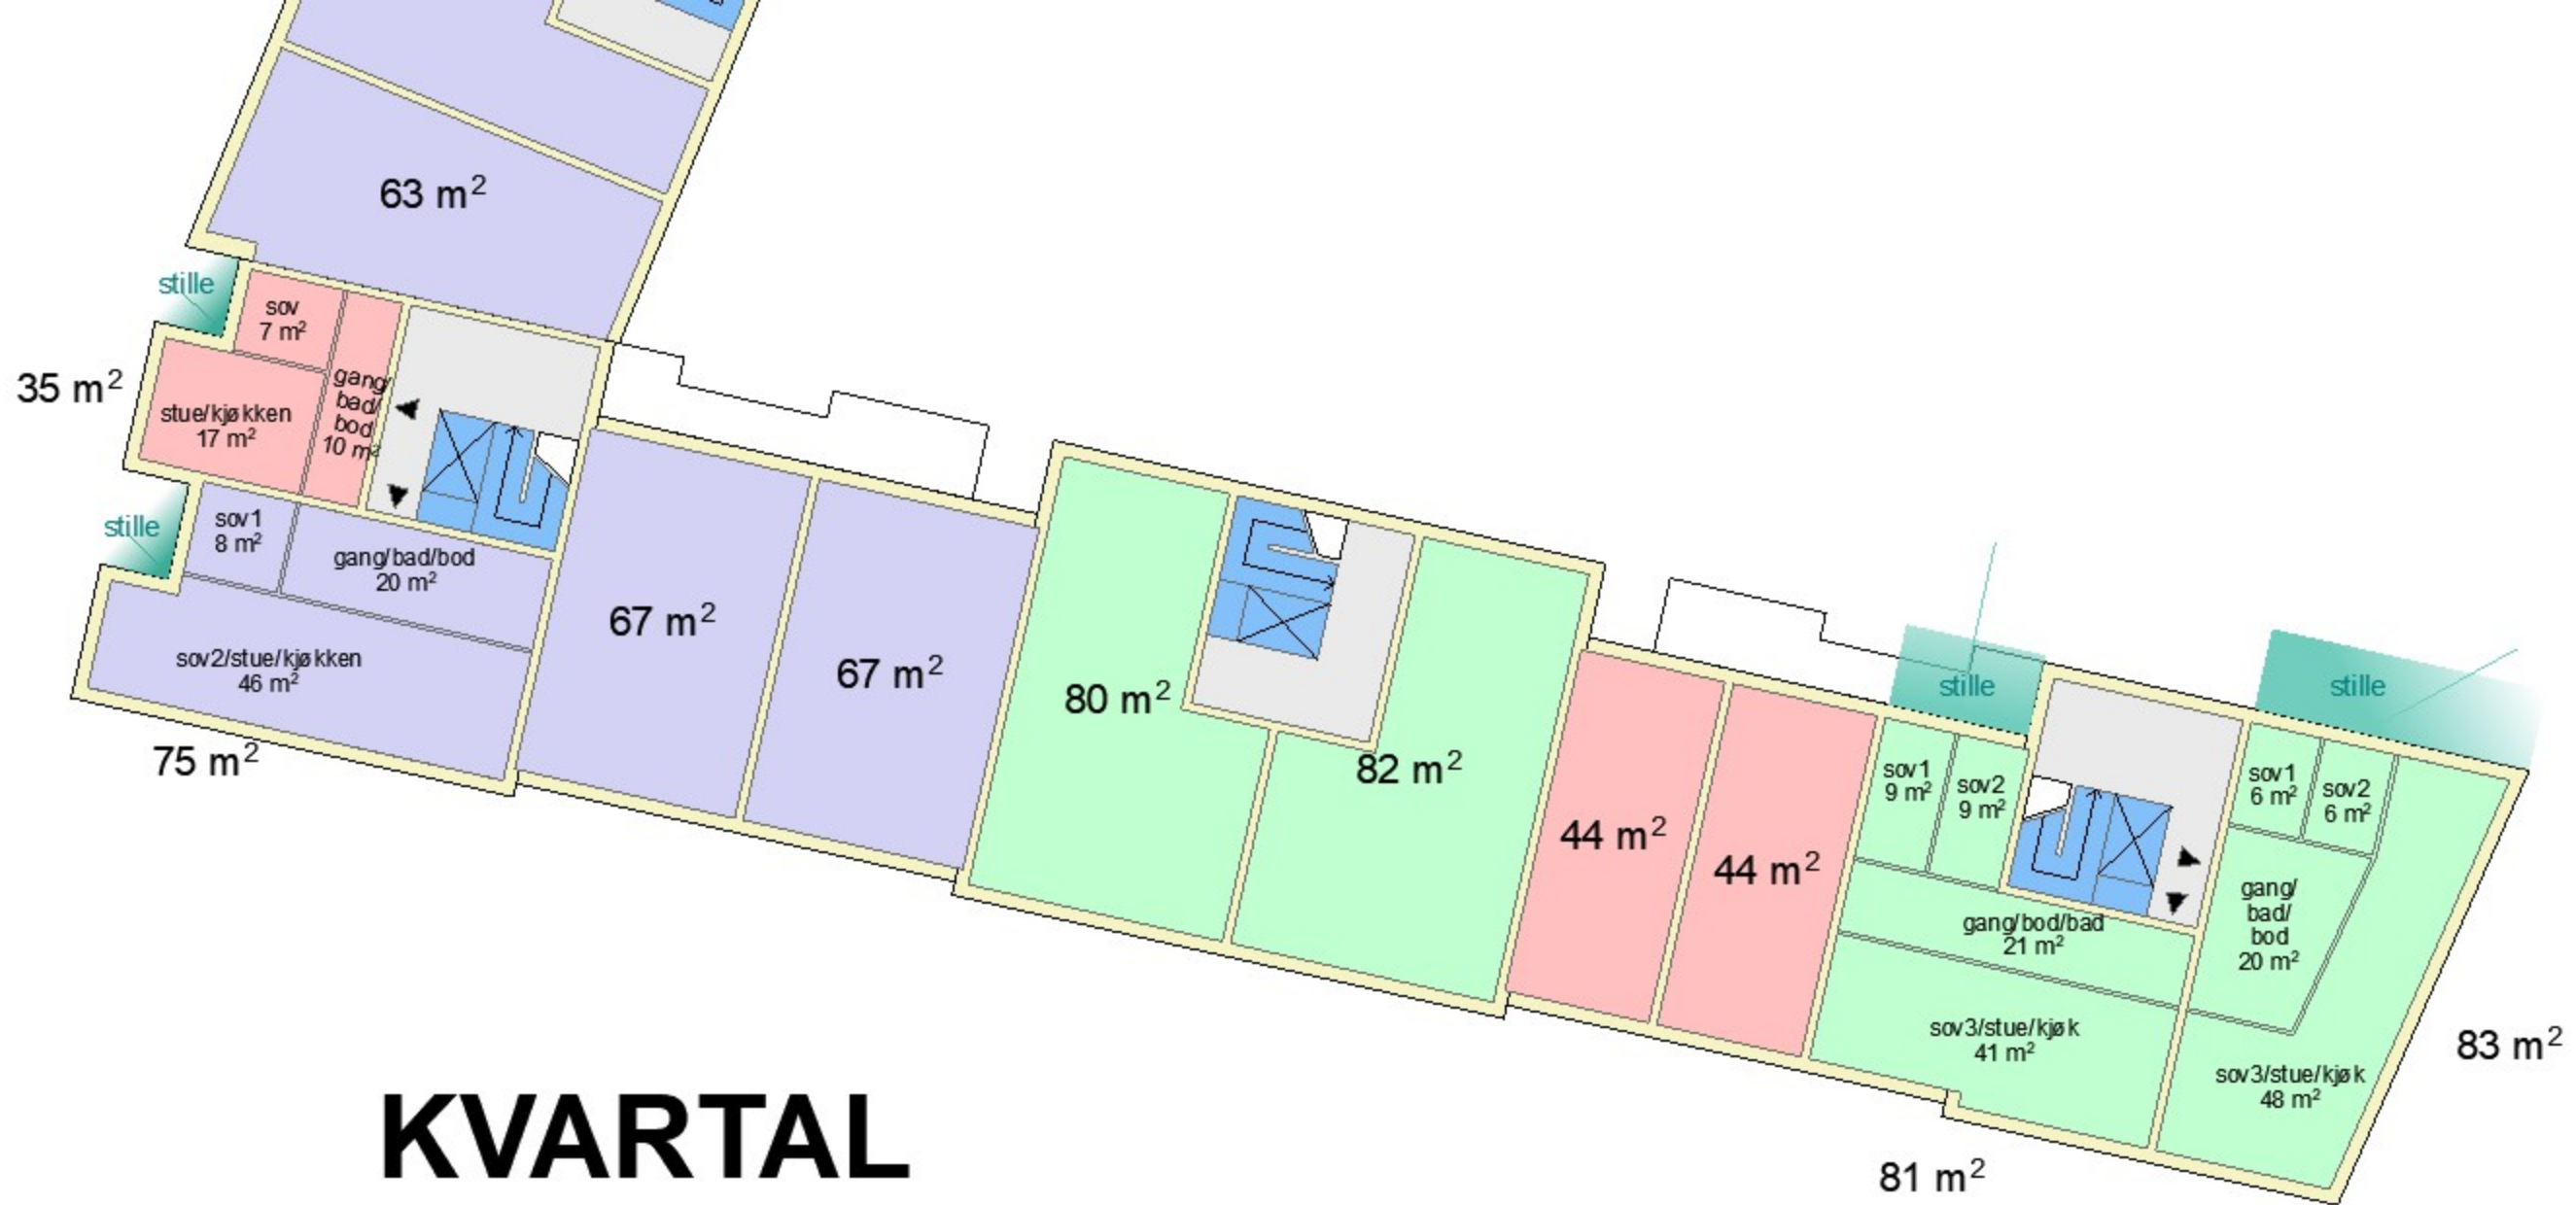 63 m²
stille
sov
7 m²
35 m²
stue/kjøkken
17 m²
gang/
bad/
bod
10 m²
stille
sov1
8 m²
gang/bad/bod
20 m²
sov2/stue/kjøkken
46 m²
75 m²
67 m²
67 m²
80 m²
82 m²
44 m²
44 m²
stille
stille
sov1
9 m²
sov2
9 m²
sov1
6 m²
sov2
6 m²
gang/bod/bad
21 m²
gang/
bad/
bod
20 m²
sov3/stue/kjøk
41 m²
sov3/stue/kjøk
48 m²
83 m²
81 m²
KVARTAL